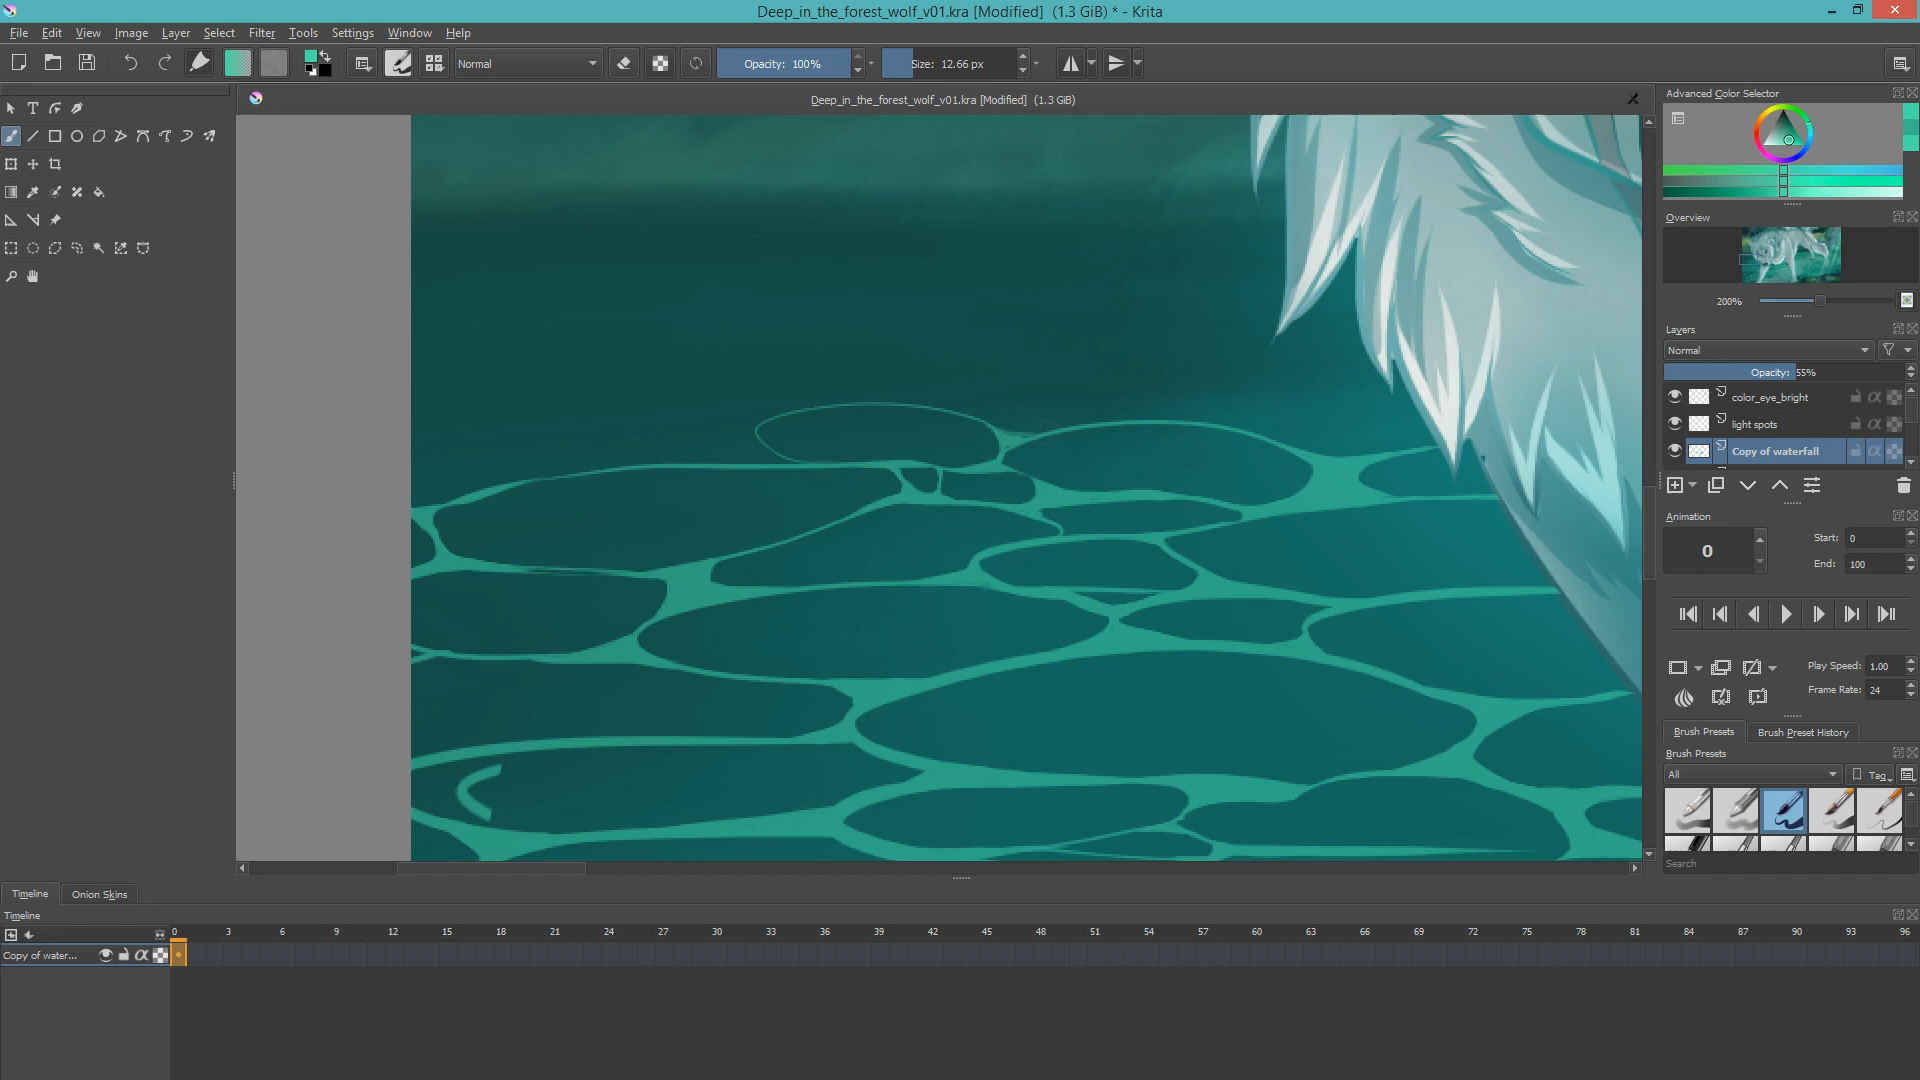 Deep_in_the_forest_wolf_v01.kra [Modified] (1.3 GiB) * - Krita
File Edit View Image Layer Select Filter Tools Settings Window Help
Normal Opacity: 100% Size: 12.66 px
Deep_in_the_forest_wolf_v01.kra [Modified] (1.3 GiB)
Advanced Color Selector
Overview
200%
Layers
Normal
Opacity: 55%
color_eye_bright
light spots
Copy of waterfall
Animation
0
Start: 0
End: 100
Play Speed: 1.00
Frame Rate: 24
Brush Presets Brush Preset History
Brush Presets
All Tag
Search
Timeline Onion Skins
Timeline
0 3 6 9 12 15 18 21 24 27 30 33 36 39 42 45 48 51 54 57 60 63 66 69 72 75 78 81 84 87 90 93 96
Copy of water...